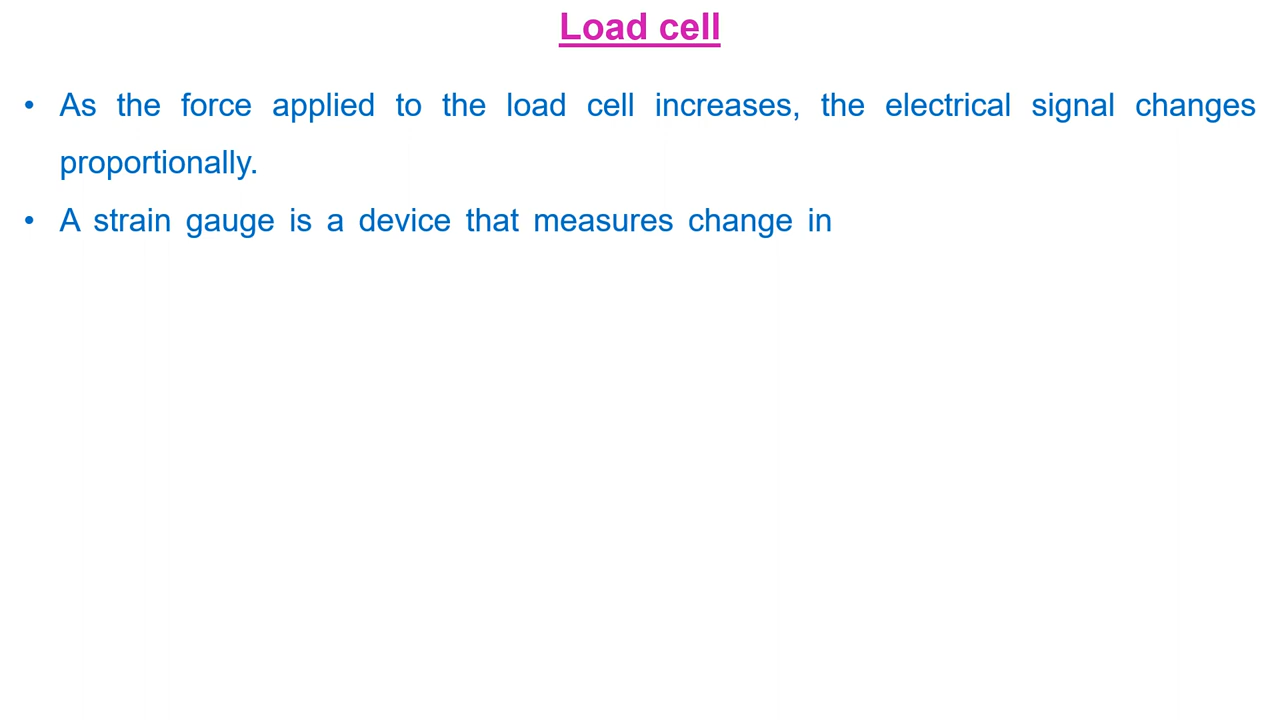 Load cell
• As the force applied to the load cell increases, the electrical signal changes
proportionally.
• A strain gauge is a device that measures change in